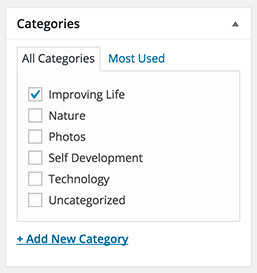 Categories
All Categories Most Used
Improving Life
Nature
Photos
Self Development
Technology
Uncategorized
+ Add New Category